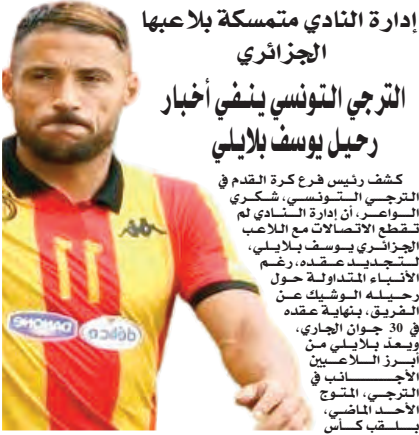 إدارة النادي متمسكة بلاعبها
الجزائري
الترجي التونسي ينفي أخبار
رحيل يوسف بلايلي
كشف رئيس فرع كرة القدم في
الترجي التونسي، شكري
الواعر، أن إدارة النادي لم
تقطع الاتصالات مع اللاعب
الجزائري يوسف بلايلي،
لتجديد عقده، رغم
الأنباء المتداولة حول
رحيله الوشيك عن
الفريق، بنهاية عقده
في 30 جوان الجاري،
ويعد بلايلي من
أبرز اللاعبين
الأجانب في
الترجي، المتوج
الأحد الماضي،
بلقب كأس
11
délice
DANONE